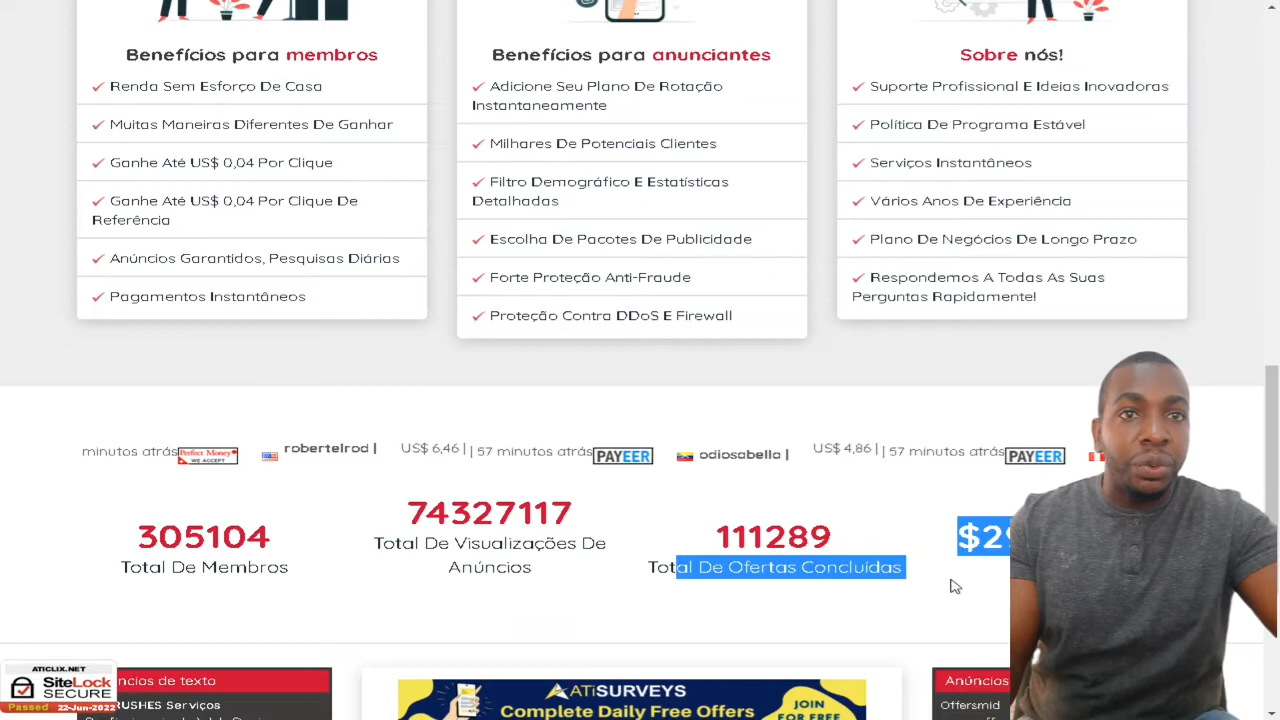 Benefícios para membros
Renda Sem Esforço De Casa
Muitas Maneiras Diferentes De Ganhar
Ganhe Até US$ 0,04 Por Clique
Ganhe Até US$ 0,04 Por Clique De
Referência
Anúncios Garantidos, Pesquisas Diárias
Pagamentos Instantâneos
Benefícios para anunciantes
Adicione Seu Plano De Rotação
Instantaneamente
Milhares De Potenciais Clientes
Filtro Demográfico E Estatísticas
Detalhadas
Escolha De Pacotes De Publicidade
Forte Proteção Anti-Fraude
Proteção Contra DDoS E Firewall
Sobre nós!
Suporte Profissional E Ideias Inovadoras
Política De Programa Estável
Serviços Instantâneos
Vários Anos De Experiência
Plano De Negócios De Longo Prazo
Respondemos A Todas As Suas
Perguntas Rapidamente!
minutos atrás Perfect Money WE ACCEPT robertelrod | US$ 6,46 | | 57 minutos atrás PAYEER odiosabella | US$ 4,86 | | 57 minutos atrás PAYEER
305104
Total De Membros
74327117
Total De Visualizações De
Anúncios
111289
Total De Ofertas Concluídas
ATICLIX.NET
SiteLock
SECURE
Passed 22-Jun-2022
ncios de texto
RUSHES Serviços
ATiSURVEYS
Complete Daily Free Offers
JOIN
FOR FREE
Anúncios
Offersmid